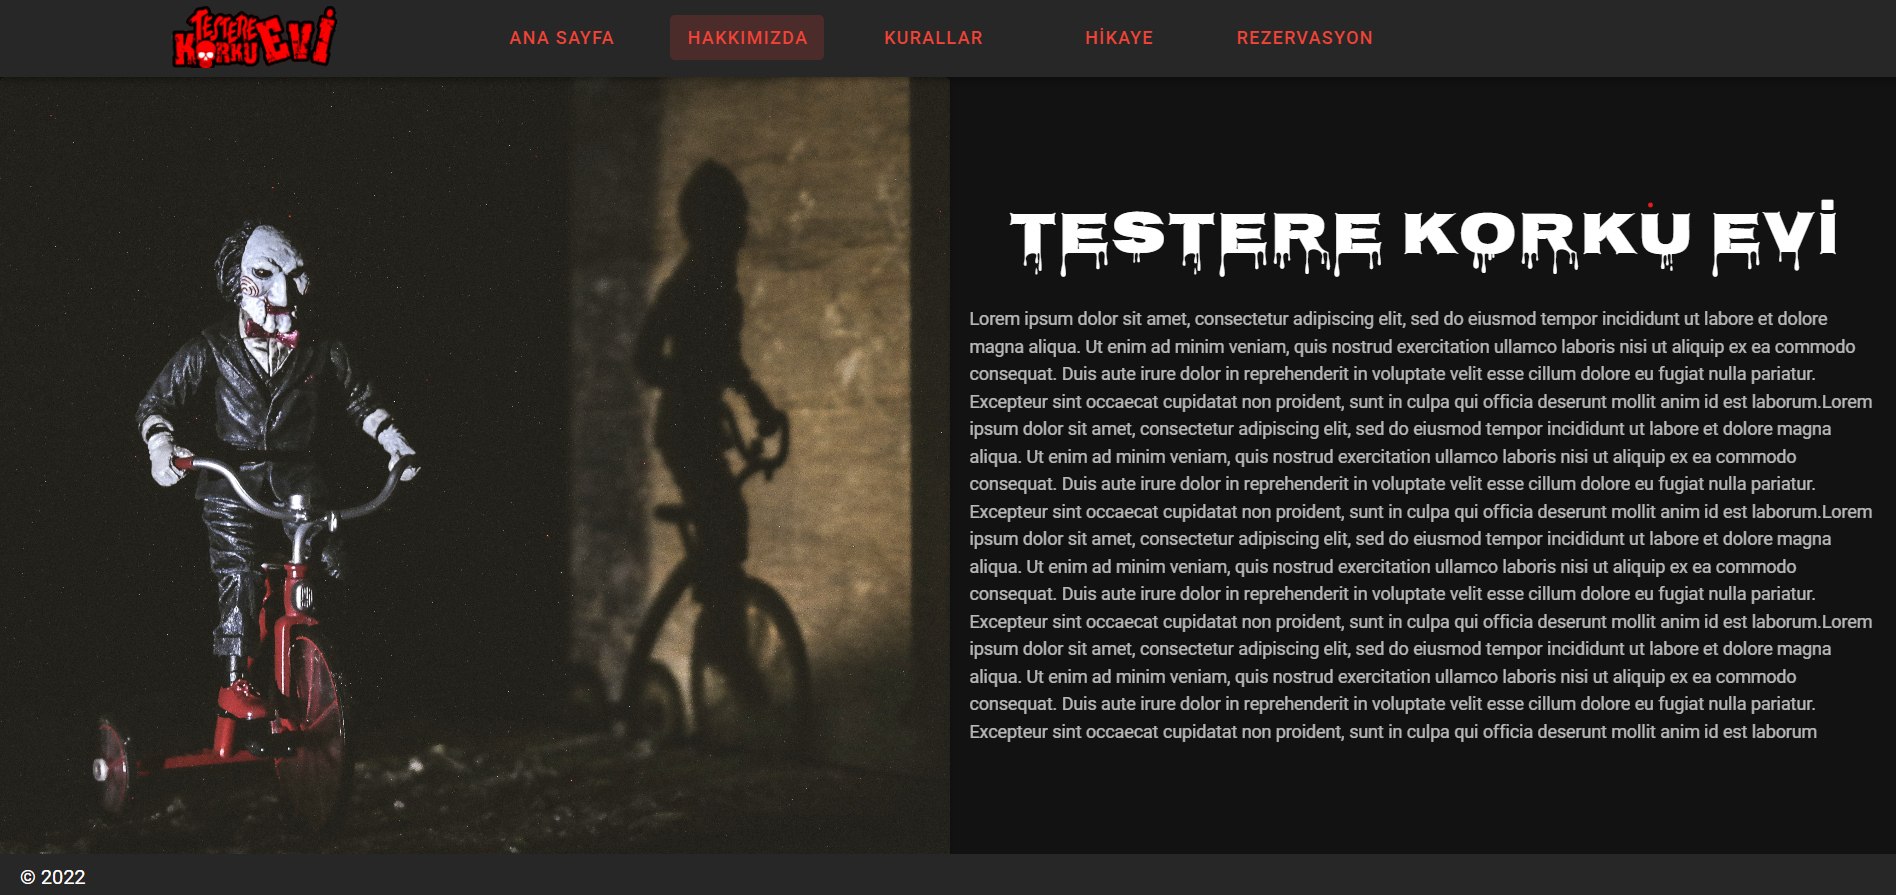 TESTERE
KORKU EVİ
ANA SAYFA
HAKKIMIZDA
KURALLAR
HİKAYE
REZERVASYON
TESTERE KORKU EVİ
Lorem ipsum dolor sit amet, consectetur adipiscing elit, sed do eiusmod tempor incididunt ut labore et dolore
magna aliqua. Ut enim ad minim veniam, quis nostrud exercitation ullamco laboris nisi ut aliquip ex ea commodo
consequat. Duis aute irure dolor in reprehenderit in voluptate velit esse cillum dolore eu fugiat nulla pariatur.
Excepteur sint occaecat cupidatat non proident, sunt in culpa qui officia deserunt mollit anim id est laborum.Lorem
ipsum dolor sit amet, consectetur adipiscing elit, sed do eiusmod tempor incididunt ut labore et dolore magna
aliqua. Ut enim ad minim veniam, quis nostrud exercitation ullamco laboris nisi ut aliquip ex ea commodo
consequat. Duis aute irure dolor in reprehenderit in voluptate velit esse cillum dolore eu fugiat nulla pariatur.
Excepteur sint occaecat cupidatat non proident, sunt in culpa qui officia deserunt mollit anim id est laborum.Lorem
ipsum dolor sit amet, consectetur adipiscing elit, sed do eiusmod tempor incididunt ut labore et dolore magna
aliqua. Ut enim ad minim veniam, quis nostrud exercitation ullamco laboris nisi ut aliquip ex ea commodo
consequat. Duis aute irure dolor in reprehenderit in voluptate velit esse cillum dolore eu fugiat nulla pariatur.
Excepteur sint occaecat cupidatat non proident, sunt in culpa qui officia deserunt mollit anim id est laborum.Lorem
ipsum dolor sit amet, consectetur adipiscing elit, sed do eiusmod tempor incididunt ut labore et dolore magna
aliqua. Ut enim ad minim veniam, quis nostrud exercitation ullamco laboris nisi ut aliquip ex ea commodo
consequat. Duis aute irure dolor in reprehenderit in voluptate velit esse cillum dolore eu fugiat nulla pariatur.
Excepteur sint occaecat cupidatat non proident, sunt in culpa qui officia deserunt mollit anim id est laborum
© 2022